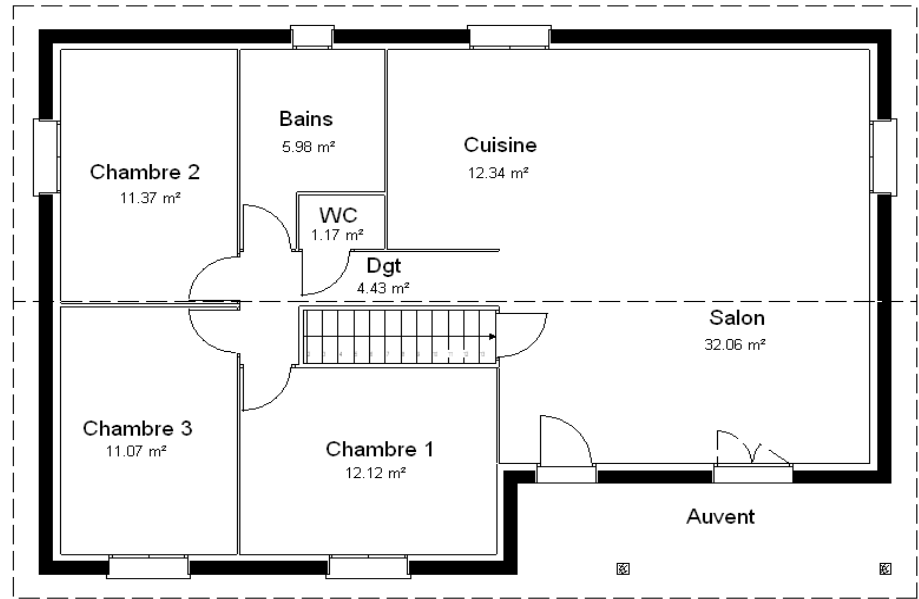 Bains
5.98 m²
Cuisine
12.34 m²
Chambre 2
11.37 m²
WC
1.17 m²
Dgt
4.43 m²
Salon
32.06 m²
Chambre 3
11.07 m²
Chambre 1
12.12 m²
Auvent